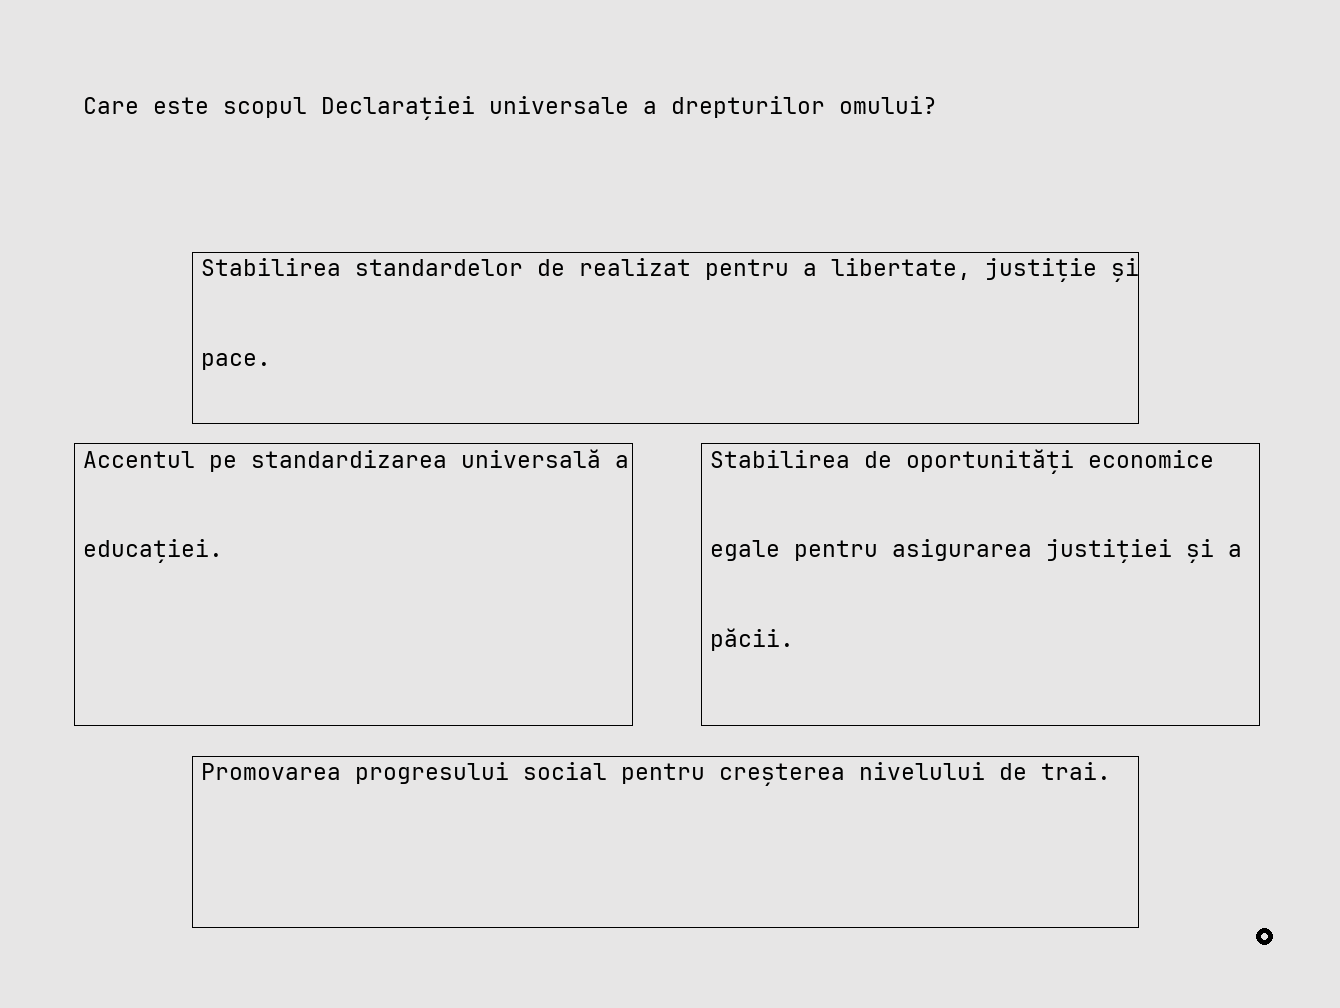 Care este scopul Declarației universale a drepturilor omului?
Stabilirea standardelor de realizat pentru a libertate, justiție și
pace.
Accentul pe standardizarea universală a
educației.
Stabilirea de oportunități economice
egale pentru asigurarea justiției și a
păcii.
Promovarea progresului social pentru creșterea nivelului de trai.